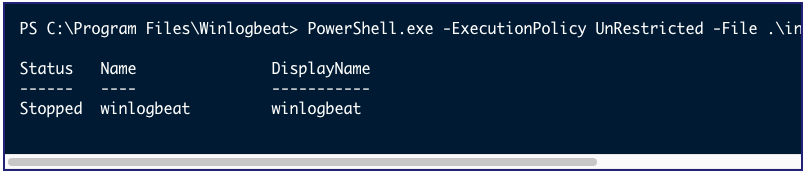 PS C:\Program Files\Winlogbeat> PowerShell.exe -ExecutionPolicy UnRestricted -File .\in
Status   Name               DisplayName
------   ----               -----------
Stopped  winlogbeat         winlogbeat